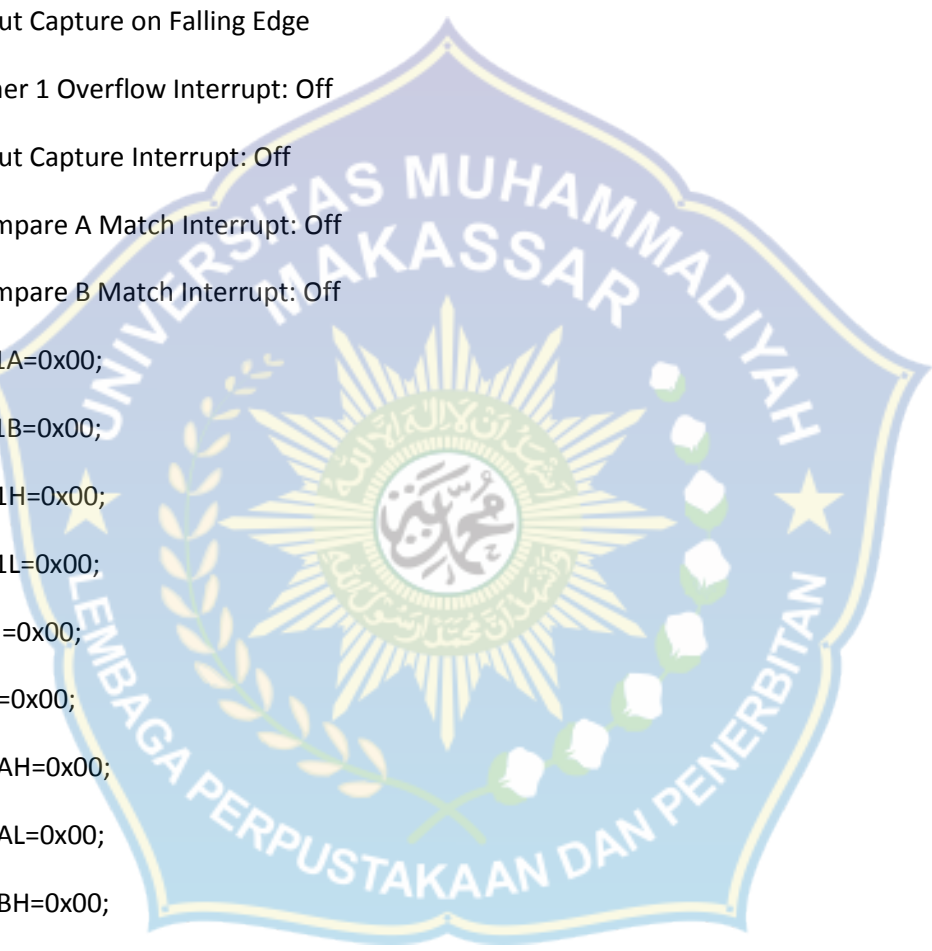 ut Capture on Falling Edge
er 1 Overflow Interrupt: Off
ut Capture Interrupt: Off
mpare A Match Interrupt: Off
mpare B Match Interrupt: Off
1A=0x00;
1B=0x00;
1H=0x00;
1L=0x00;
=0x00;
=0x00;
AH=0x00;
AL=0x00;
BH=0x00;
UNIVERSITAS MUHAMMADIYAH
MAKASSAR
LEMBAGA PERPUSTAKAAN DAN PENERBITAN